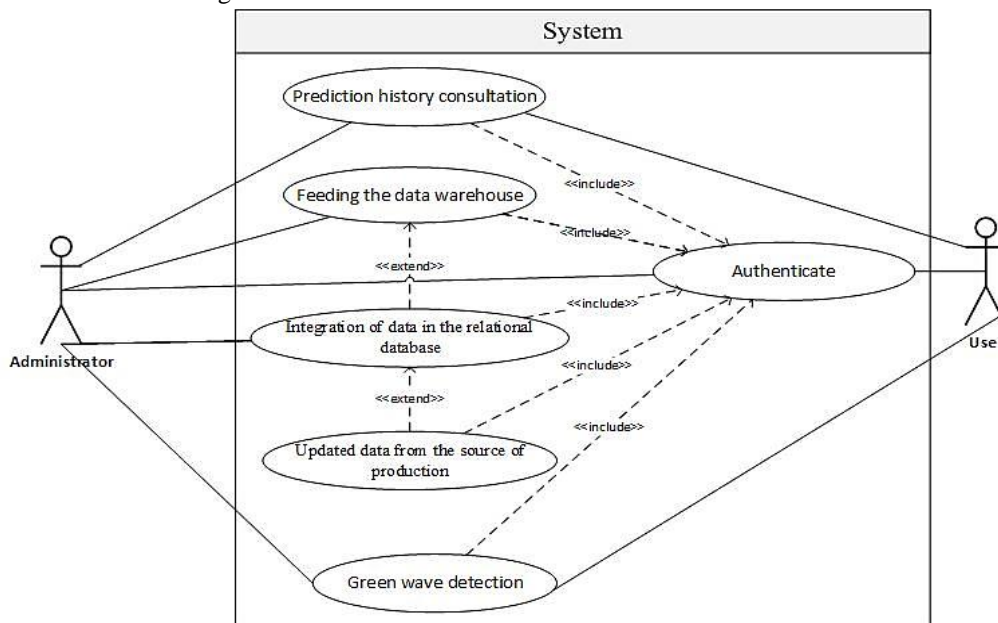 System
Prediction history consultation
<<include>>
Feeding the data warehouse
<<include>>
<<extend>>
Authenticate
<<include>>
Integration of data in the relational
database
Administrator
Use
<<include>>
<<extend>>
<<include>>
Updated data from the source of
production
Green wave detection